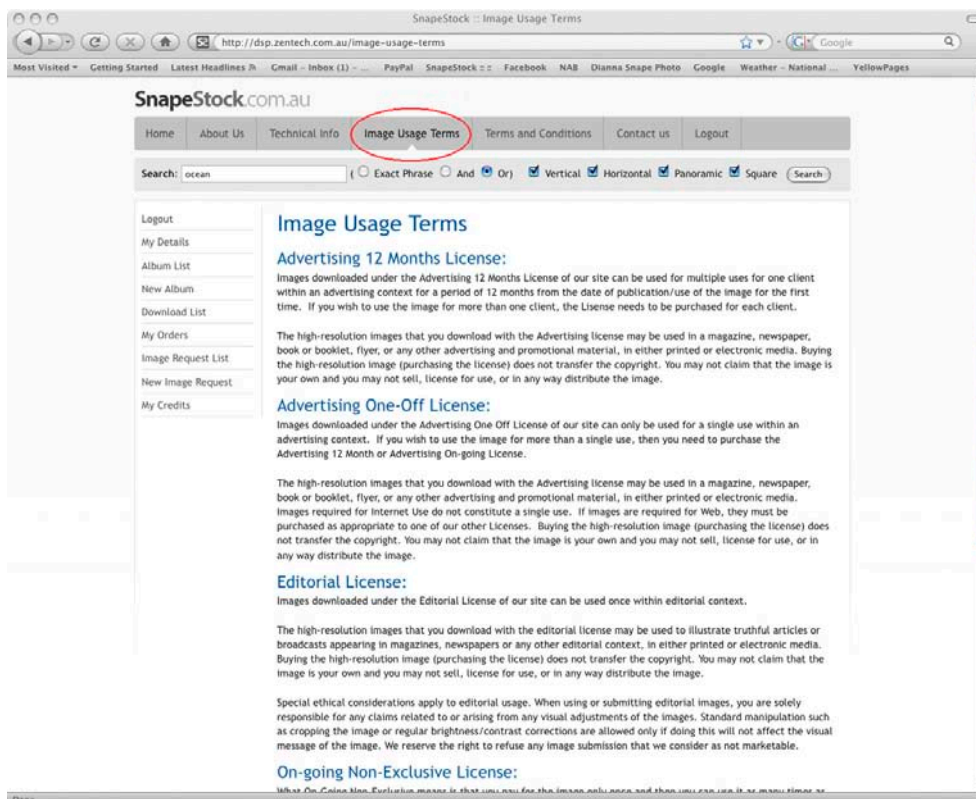 SnapeStock :: Image Usage Terms
http://dsp.zentech.com.au/image-usage-terms
Google
Most Visited Getting Started Latest Headlines Gmail - Inbox (1) - ... PayPal SnapeStock :: Facebook NAB Dianna Snape Photo Google Weather - National ... YellowPages
SnapeStock.com.au
Home About Us Technical Info Image Usage Terms Terms and Conditions Contact us Logout
Search: ocean ( Exact Phrase And Or) Vertical Horizontal Panoramic Square Search
Logout
My Details
Album List
New Album
Download List
My Orders
Image Request List
New Image Request
My Credits
Image Usage Terms
Advertising 12 Months License:
Images downloaded under the Advertising 12 Months License of our site can be used for multiple uses for one client
within an advertising context for a period of 12 months from the date of publication/use of the image for the first
time. If you wish to use the image for more than one client, the Lisense needs to be purchased for each client.
The high-resolution images that you download with the Advertising license may be used in a magazine, newspaper,
book or booklet, flyer, or any other advertising and promotional material, in either printed or electronic media. Buying
the high-resolution image (purchasing the license) does not transfer the copyright. You may not claim that the image is
your own and you may not sell, license for use, or in any way distribute the image.
Advertising One-Off License:
Images downloaded under the Advertising One Off License of our site can only be used for a single use within an
advertising context. If you wish to use the image for more than a single use, then you need to purchase the
Advertising 12 Month or Advertising On-going License.
The high-resolution images that you download with the Advertising license may be used in a magazine, newspaper,
book or booklet, flyer, or any other advertising and promotional material, in either printed or electronic media.
Images required for Internet Use do not constitute a single use. If images are required for Web, they must be
purchased as appropriate to one of our other Licenses. Buying the high-resolution image (purchasing the license) does
not transfer the copyright. You may not claim that the image is your own and you may not sell, license for use, or in
any way distribute the image.
Editorial License:
Images downloaded under the Editorial License of our site can be used once within editorial context.
The high-resolution images that you download with the editorial license may be used to illustrate truthful articles or
broadcasts appearing in magazines, newspapers or any other editorial context, in either printed or electronic media.
Buying the high-resolution image (purchasing the license) does not transfer the copyright. You may not claim that the
image is your own and you may not sell, license for use, or in any way distribute the image.
Special ethical considerations apply to editorial usage. When using or submitting editorial images, you are solely
responsible for any claims related to or arising from any visual adjustments of the images. Standard manipulation such
as cropping the image or regular brightness/contrast corrections are allowed only if doing this will not affect the visual
message of the image. We reserve the right to refuse any image submission that we consider as not marketable.
On-going Non-Exclusive License:
What On-Going Non-Exclusive means is that you pay for the image only once and then you can use it as many times as